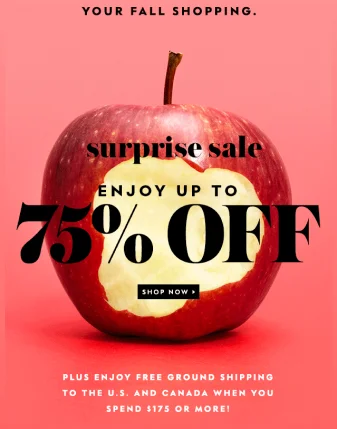 YOUR FALL SHOPPING.
surprise sale
ENJOY UP TO
75% OFF
SHOP NOW >
PLUS ENJOY FREE GROUND SHIPPING
TO THE U.S. AND CANADA WHEN YOU
SPEND $175 OR MORE!